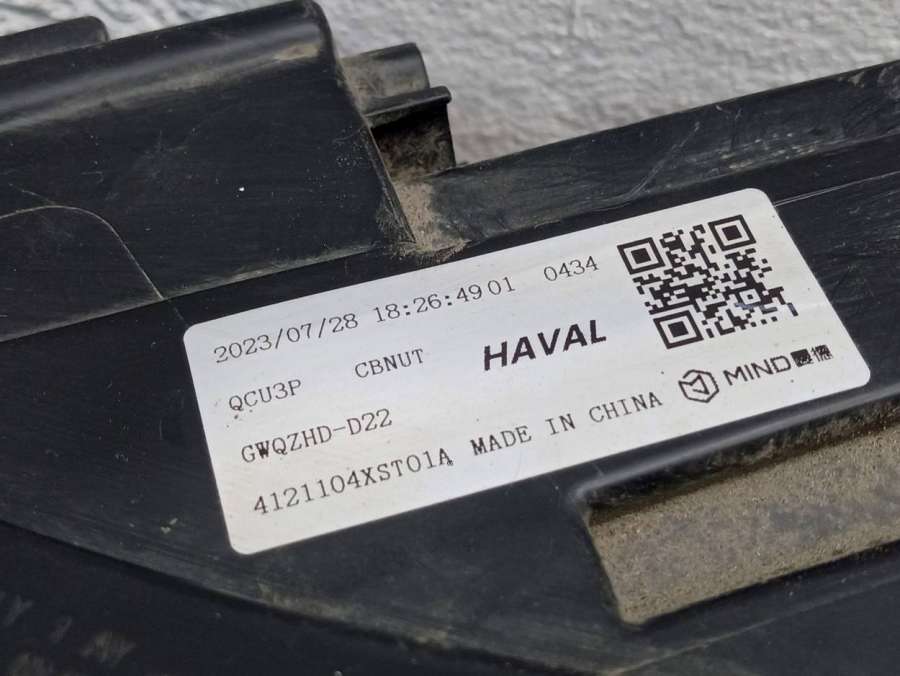 2023/07/28 18:26:49 01 0434
QCU3P CBNUT HAVAL
GWQZHD-D22
4121104XST01A MADE IN CHINA MIND